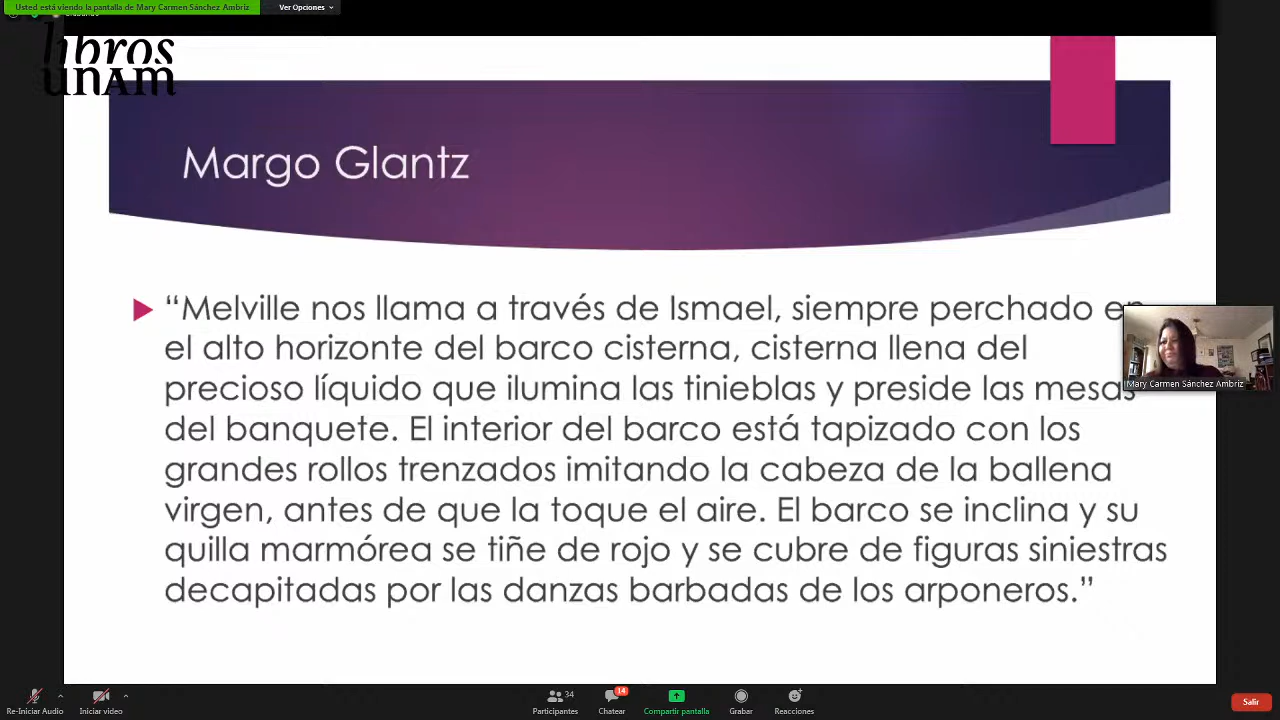 Usted está viendo la pantalla de Mary Carmen Sánchez Ambriz
Ver Opciones
libros
unam
Margo Glantz
“Melville nos llama a través de Ismael, siempre perchado en
el alto horizonte del barco cisterna, cisterna llena del
precioso líquido que ilumina las tinieblas y preside las mesas
del banquete. El interior del barco está tapizado con los
grandes rollos trenzados imitando la cabeza de la ballena
virgen, antes de que la toque el aire. El barco se inclina y su
quilla marmórea se tiñe de rojo y se cubre de figuras siniestras
decapitadas por las danzas barbadas de los arponeros.”
Mary Carmen Sánchez Ambriz
Re-Iniciar Audio
Iniciar video
34
Participantes
14
Chatear
Compartir pantalla
Grabar
Reacciones
Salir